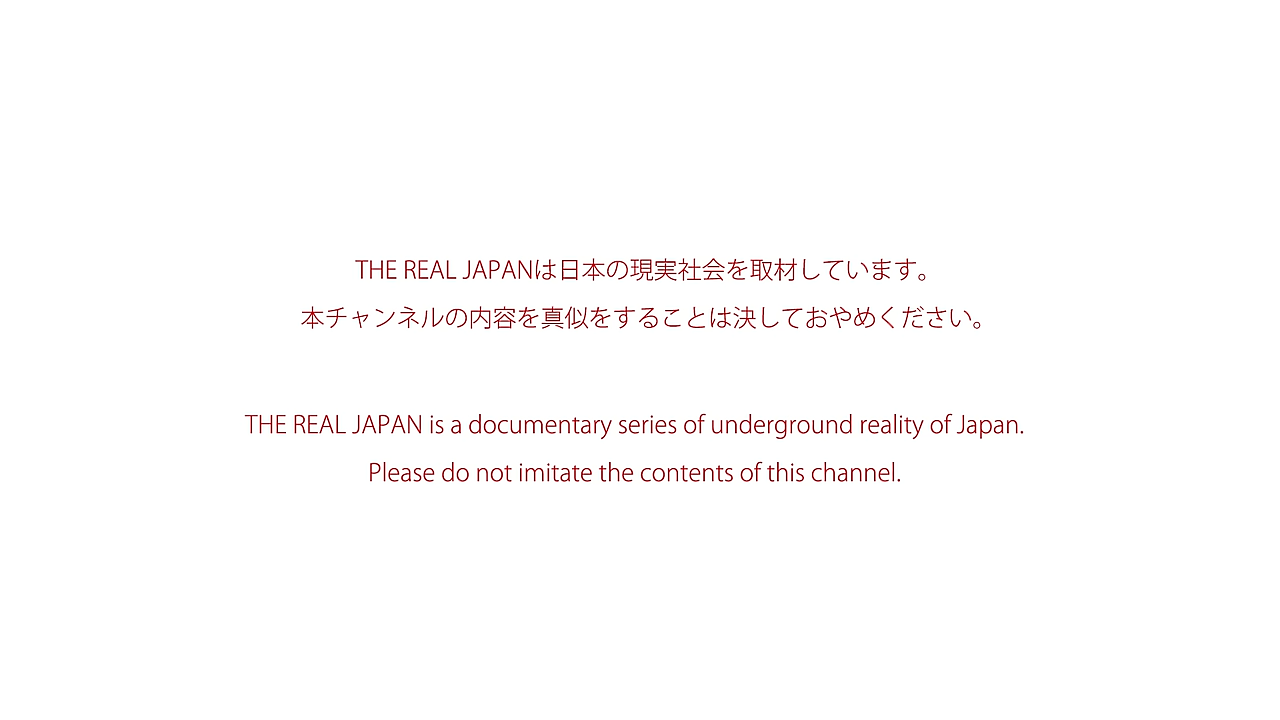 THE REAL JAPANは日本の現実社会を取材しています。
本チャンネルの内容を真似をすることは決しておやめください。
THE REAL JAPAN is a documentary series of underground reality of Japan.
Please do not imitate the contents of this channel.